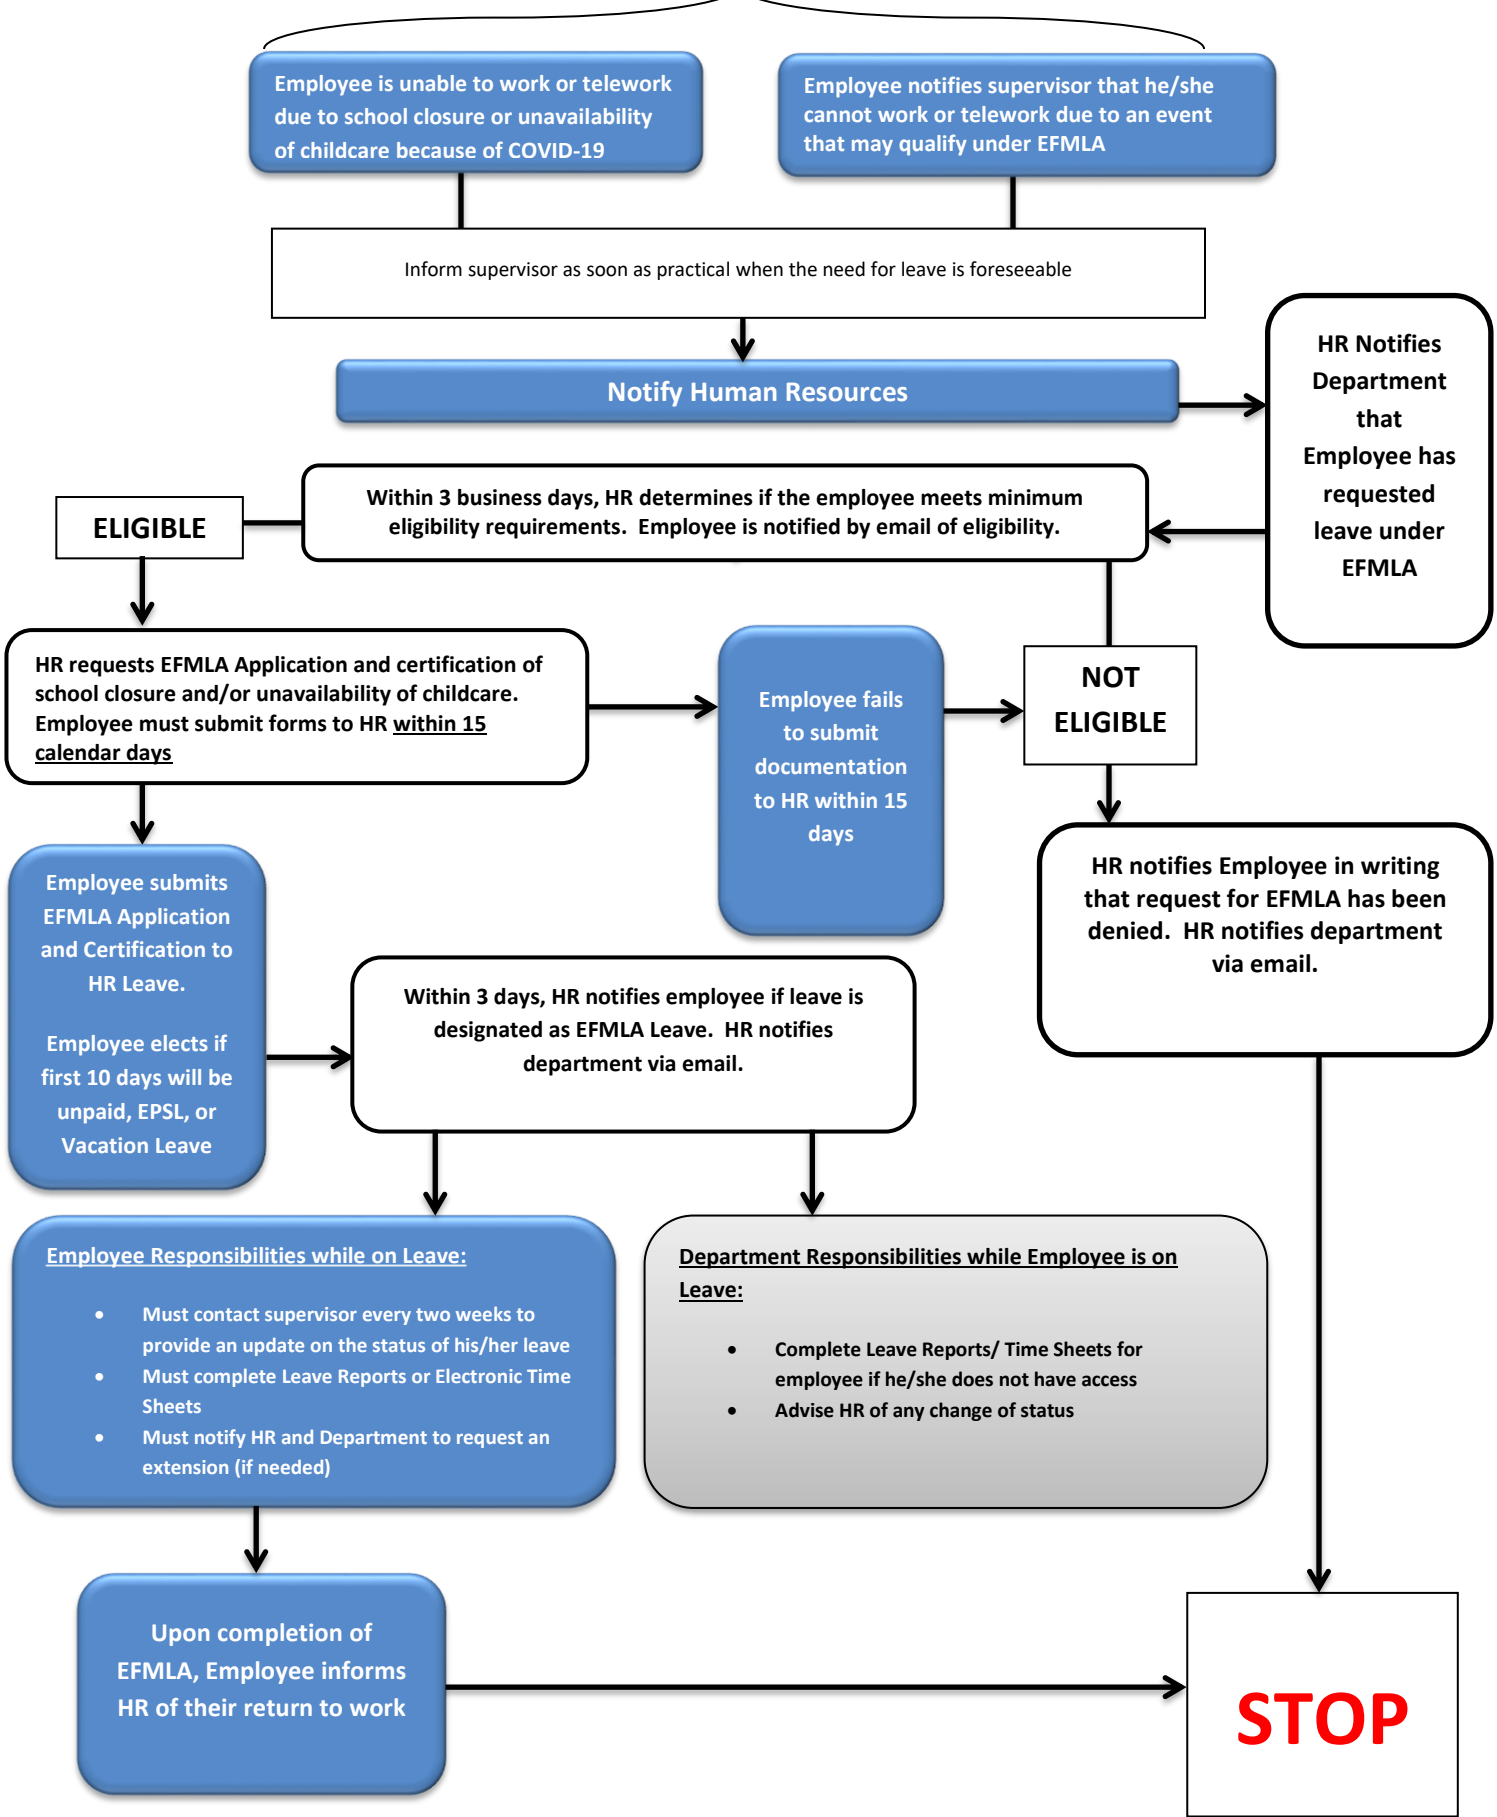 Employee is unable to work or telework
due to school closure or unavailability
of childcare because of COVID-19
Employee notifies supervisor that he/she
cannot work or telework due to an event
that may qualify under EFMLA
Inform supervisor as soon as practical when the need for leave is foreseeable
Notify Human Resources
HR Notifies
Department
that
Employee has
requested
leave under
EFMLA
Within 3 business days, HR determines if the employee meets minimum
eligibility requirements.  Employee is notified by email of eligibility.
ELIGIBLE
HR requests EFMLA Application and certification of
school closure and/or unavailability of childcare.
Employee must submit forms to HR within 15
calendar days
Employee fails
to submit
documentation
to HR within 15
days
NOT
ELIGIBLE
HR notifies Employee in writing
that request for EFMLA has been
denied.  HR notifies department
via email.
Employee submits
EFMLA Application
and Certification to
HR Leave.
Employee elects if
first 10 days will be
unpaid, EPSL, or
Vacation Leave
Within 3 days, HR notifies employee if leave is
designated as EFMLA Leave.  HR notifies
department via email.
Employee Responsibilities while on Leave:
• Must contact supervisor every two weeks to
provide an update on the status of his/her leave
• Must complete Leave Reports or Electronic Time
Sheets
• Must notify HR and Department to request an
extension (if needed)
Department Responsibilities while Employee is on
Leave:
• Complete Leave Reports/ Time Sheets for
employee if he/she does not have access
• Advise HR of any change of status
Upon completion of
EFMLA, Employee informs
HR of their return to work
STOP